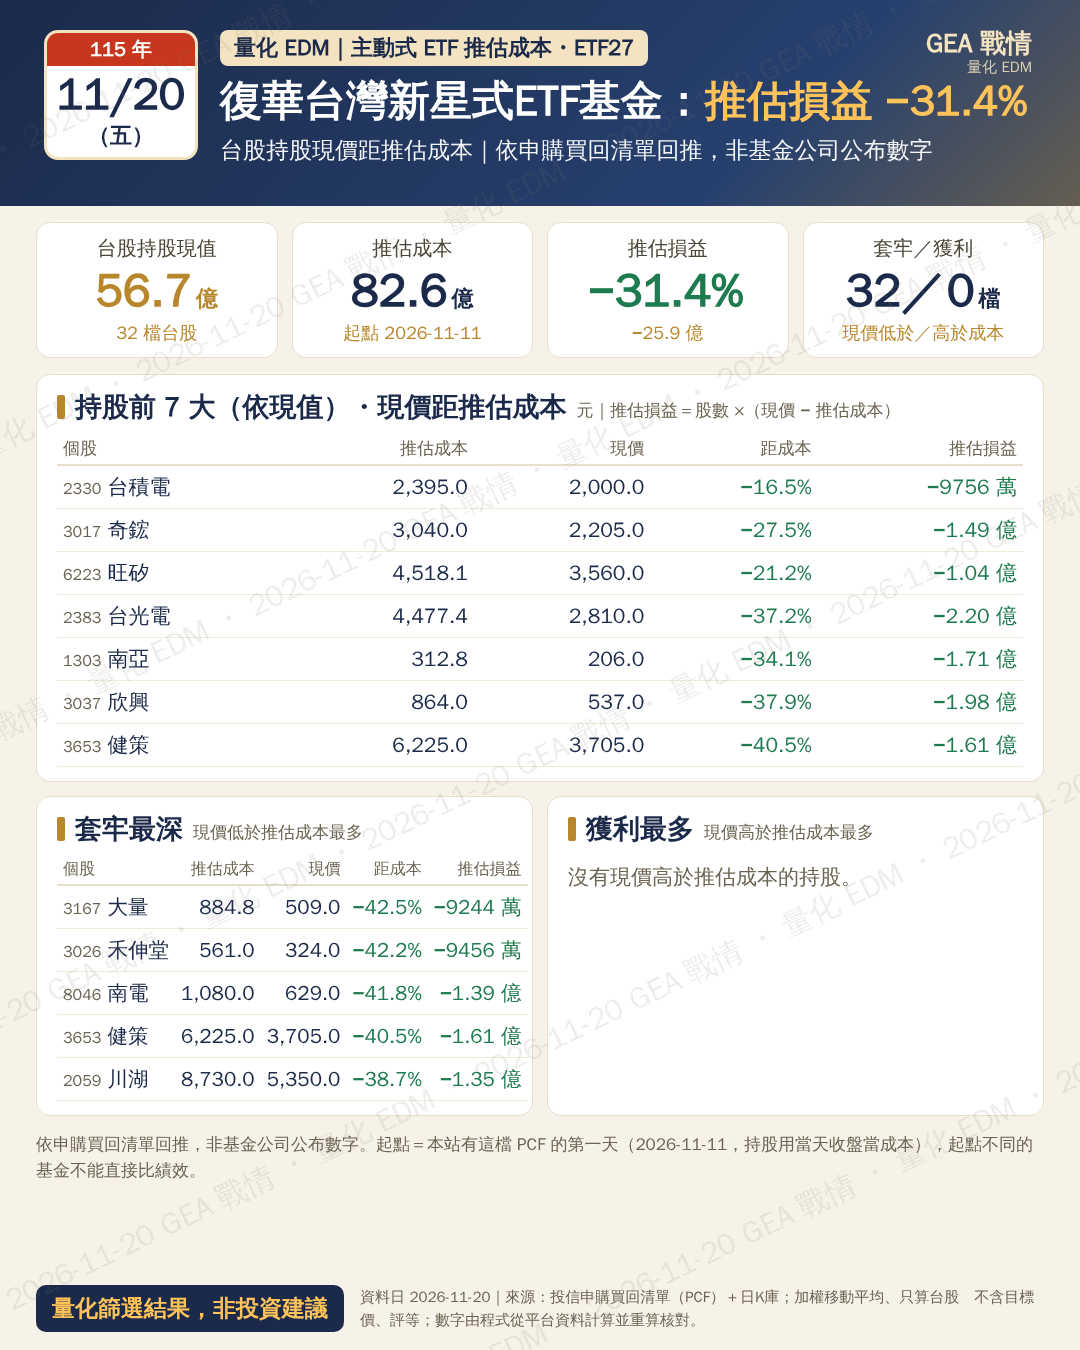 115 年
11/20
（五）
量化 EDM｜主動式 ETF 推估成本・ETF27
復華台灣新星式ETF基金：推估損益 −31.4%
台股持股現價距推估成本｜依申購買回清單回推，非基金公司公布數字
GEA 戰情
量化 EDM
台股持股現值
56.7 億
32 檔台股
推估成本
82.6 億
起點 2026-11-11
推估損益
−31.4%
−25.9 億
套牢／獲利
32／0 檔
現價低於／高於成本
持股前 7 大（依現值）・現價距推估成本 元｜推估損益＝股數 ×（現價 − 推估成本）
個股 推估成本 現價 距成本 推估損益
2330 台積電 2,395.0 2,000.0 −16.5% −9756 萬
3017 奇鋐 3,040.0 2,205.0 −27.5% −1.49 億
6223 旺矽 4,518.1 3,560.0 −21.2% −1.04 億
2383 台光電 4,477.4 2,810.0 −37.2% −2.20 億
1303 南亞 312.8 206.0 −34.1% −1.71 億
3037 欣興 864.0 537.0 −37.9% −1.98 億
3653 健策 6,225.0 3,705.0 −40.5% −1.61 億
套牢最深 現價低於推估成本最多
個股 推估成本 現價 距成本 推估損益
3167 大量 884.8 509.0 −42.5% −9244 萬
3026 禾伸堂 561.0 324.0 −42.2% −9456 萬
8046 南電 1,080.0 629.0 −41.8% −1.39 億
3653 健策 6,225.0 3,705.0 −40.5% −1.61 億
2059 川湖 8,730.0 5,350.0 −38.7% −1.35 億
獲利最多 現價高於推估成本最多
沒有現價高於推估成本的持股。
依申購買回清單回推，非基金公司公布數字。起點＝本站有這檔 PCF 的第一天（2026-11-11，持股用當天收盤當成本），起點不同的
基金不能直接比績效。
量化篩選結果，非投資建議
資料日 2026-11-20｜來源：投信申購買回清單（PCF）＋日K庫；加權移動平均、只算台股　不含目標
價、評等；數字由程式從平台資料計算並重算核對。